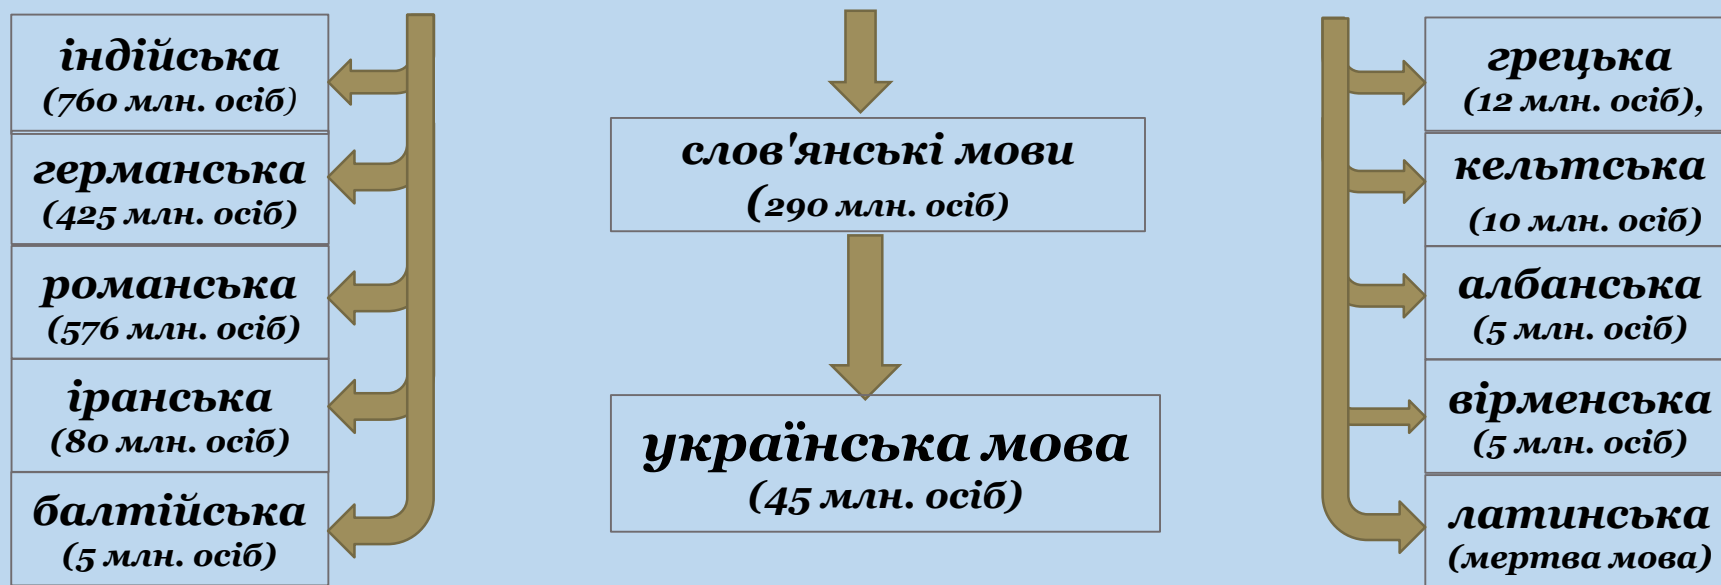 індійська
(760 млн. осіб)
германська
(425 млн. осіб)
романська
(576 млн. осіб)
іранська
(80 млн. осіб)
балтійська
(5 млн. осіб)
слов'янські мови
(290 млн. осіб)
українська мова
(45 млн. осіб)
грецька
(12 млн. осіб),
кельтська
(10 млн. осіб)
албанська
(5 млн. осіб)
вірменська
(5 млн. осіб)
латинська
(мертва мова)